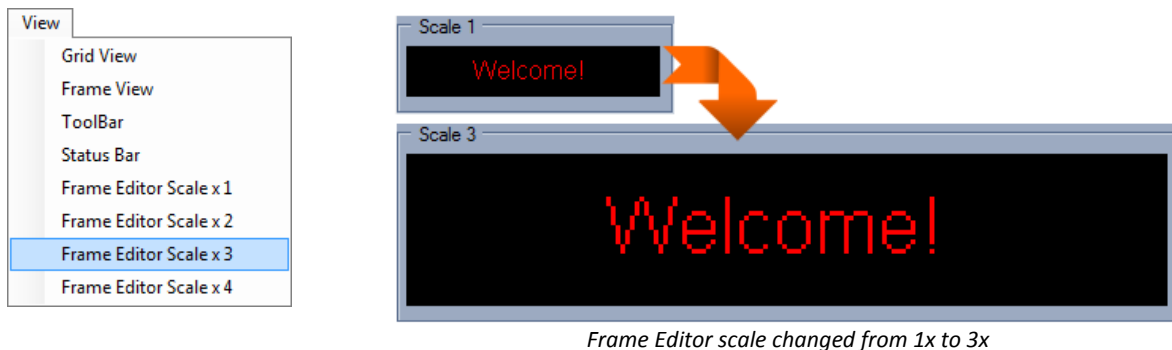 View
Grid View
Frame View
ToolBar
Status Bar
Frame Editor Scale x 1
Frame Editor Scale x 2
Frame Editor Scale x 3
Frame Editor Scale x 4
Scale 1
Welcome!
Scale 3
Welcome!
Frame Editor scale changed from 1x to 3x